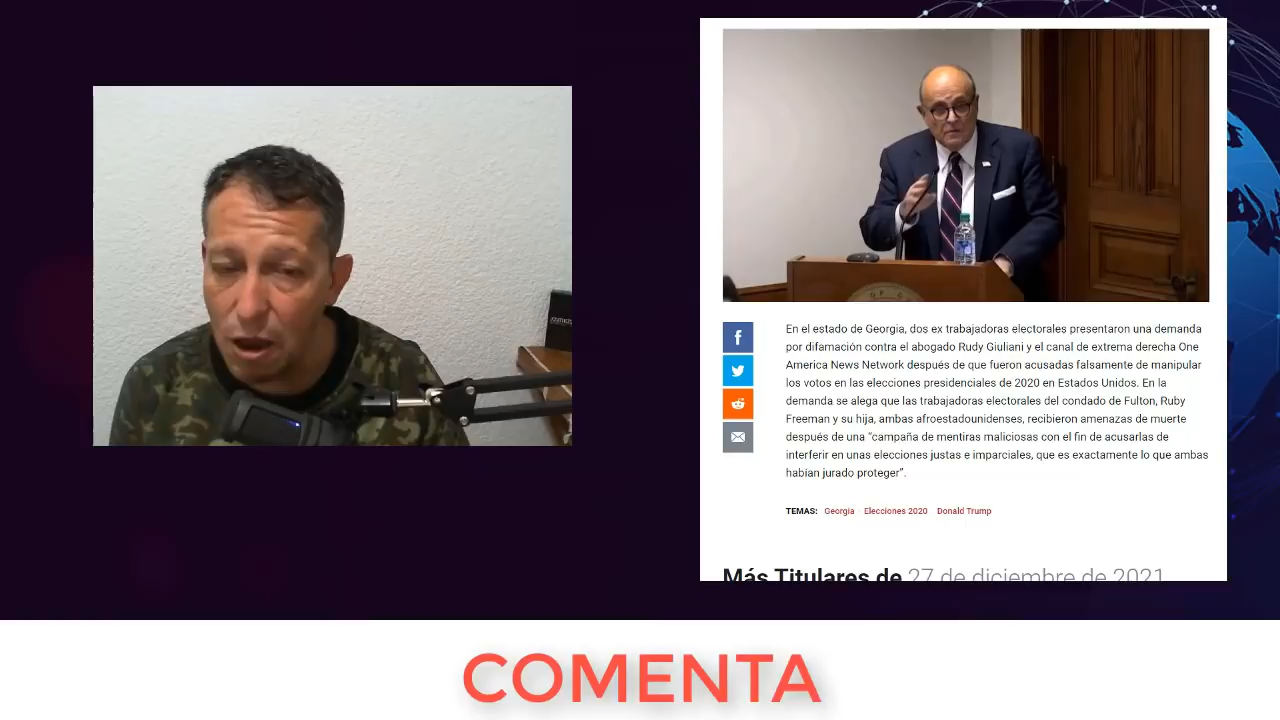 En el estado de Georgia, dos ex trabajadoras electorales presentaron una demanda
por difamación contra el abogado Rudy Giuliani y el canal de extrema derecha One
America News Network después de que fueron acusadas falsamente de manipular
los votos en las elecciones presidenciales de 2020 en Estados Unidos. En la
demanda se alega que las trabajadoras electorales del condado de Fulton, Ruby
Freeman y su hija, ambas afroestadounidenses, recibieron amenazas de muerte
después de una “campaña de mentiras maliciosas con el fin de acusarlas de
interferir en unas elecciones justas e imparciales, que es exactamente lo que ambas
habían jurado proteger”.
TEMAS: Georgia Elecciones 2020 Donald Trump
Más Titulares de 27 de diciembre de 2021
COMENTA